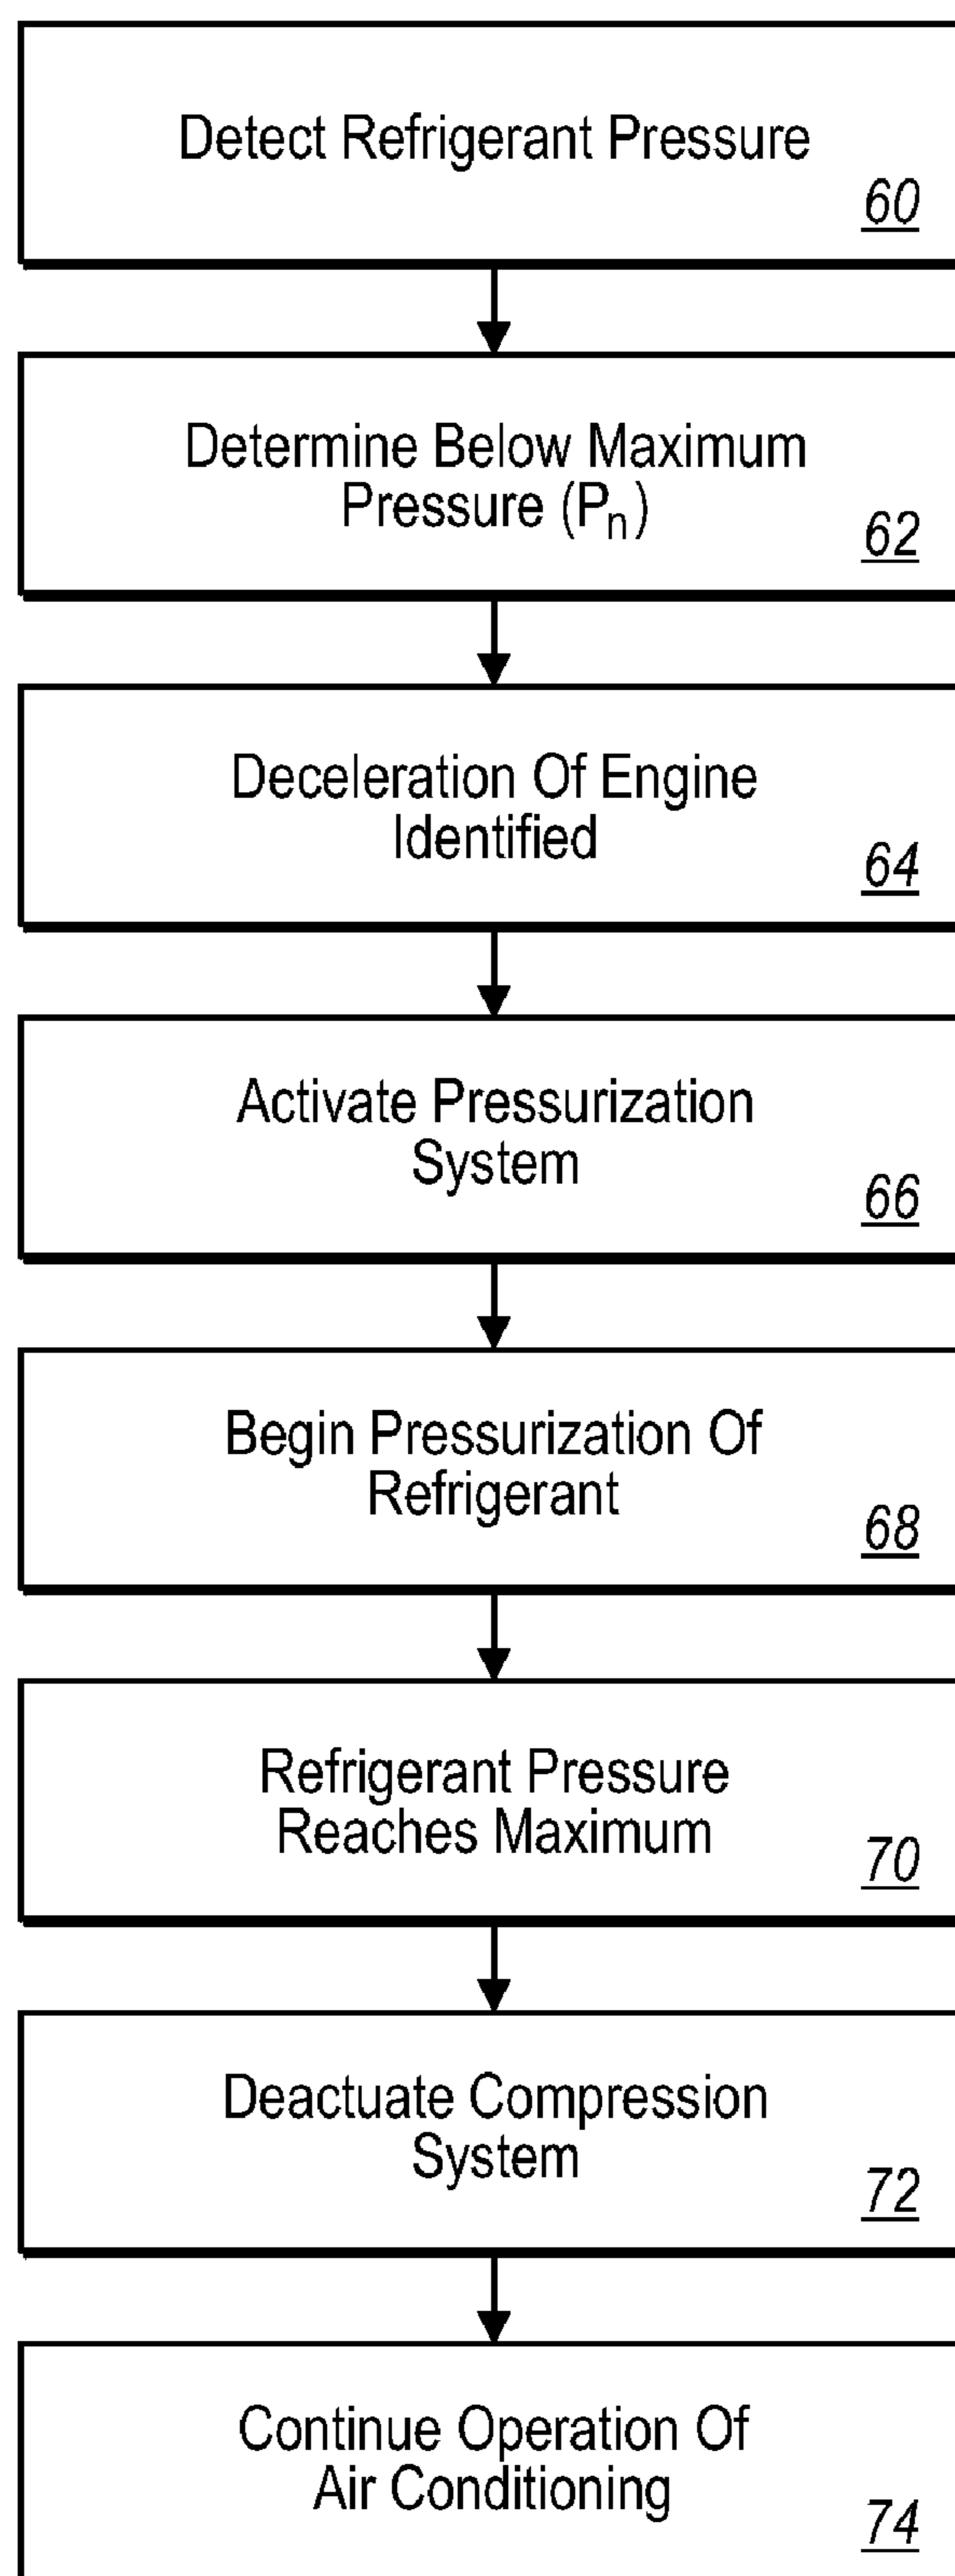 Detect Refrigerant Pressure
60
Determine Below Maximum
Pressure (Pn)
62
Deceleration Of Engine
Identified
64
Activate Pressurization
System
66
Begin Pressurization Of
Refrigerant
68
Refrigerant Pressure
Reaches Maximum
70
Deactuate Compression
System
72
Continue Operation Of
Air Conditioning
74